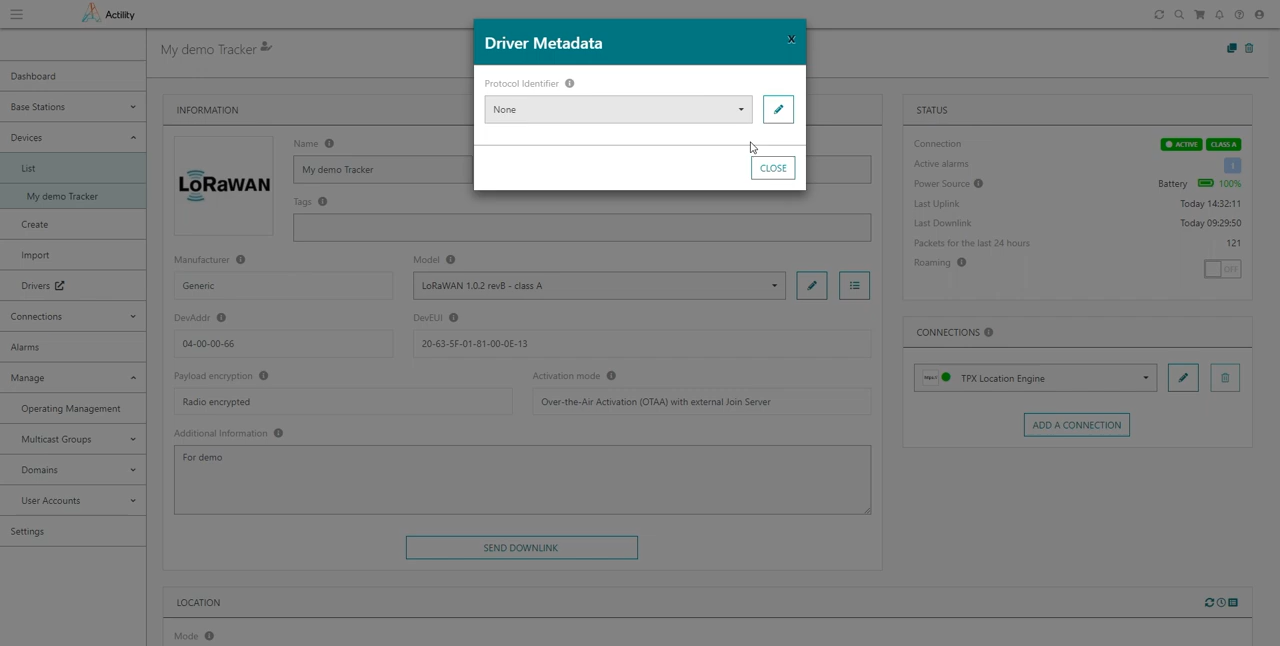 Actility
My demo Tracker
Dashboard
Base Stations
Devices
List
My demo Tracker
Create
Import
Drivers
Connections
Alarms
Manage
Operating Management
Multicast Groups
Domains
User Accounts
Settings
Driver Metadata
X
Protocol Identifier
None
CLOSE
INFORMATION
LoRaWAN
Name
My demo Tracker
Tags
Manufacturer
Model
Generic
LoRaWAN 1.0.2 revB - class A
DevAddr
DevEUI
04-00-00-66
20-63-5F-01-81-00-0E-13
Payload encryption
Activation mode
Radio encrypted
Over-the-Air Activation (OTAA) with external Join Server
Additional Information
For demo
SEND DOWNLINK
STATUS
Connection
ACTIVE CLASS A
Active alarms
1
Power Source
Battery 100%
Last Uplink
Today 14:32:11
Last Downlink
Today 09:29:50
Packets for the last 24 hours
121
Roaming
OFF
CONNECTIONS
TPX Location Engine
ADD A CONNECTION
LOCATION
Mode